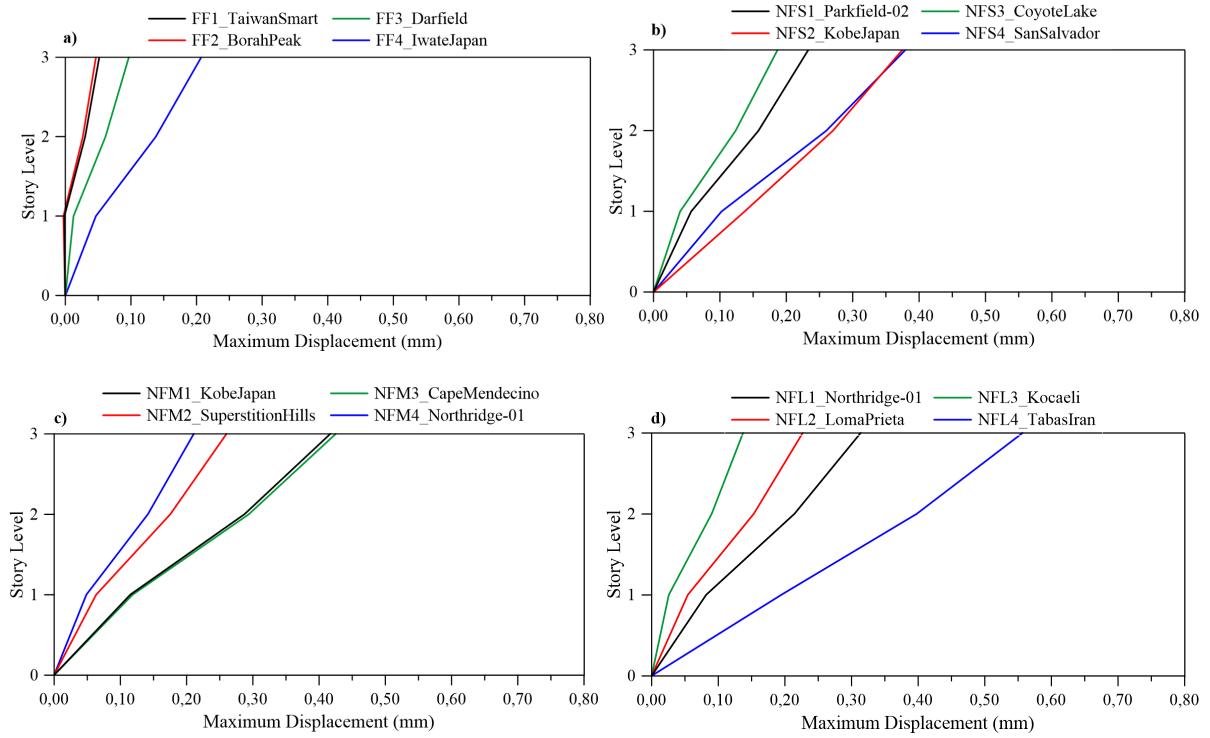 a)
FF1_TaiwanSmart FF3_Darfield
FF2_BorahPeak FF4_IwateJapan
3
2
1
0
Story Level
0,00 0,10 0,20 0,30 0,40 0,50 0,60 0,70 0,80
Maximum Displacement (mm)
b)
NFS1_Parkfield-02 NFS3_CoyoteLake
NFS2_KobeJapan NFS4_SanSalvador
3
2
1
0
Story Level
0,00 0,10 0,20 0,30 0,40 0,50 0,60 0,70 0,80
Maximum Displacement (mm)
c)
NFM1_KobeJapan NFM3_CapeMendecino
NFM2_SuperstitionHills NFM4_Northridge-01
3
2
1
0
Story Level
0,00 0,10 0,20 0,30 0,40 0,50 0,60 0,70 0,80
Maximum Displacement (mm)
d)
NFL1_Northridge-01 NFL3_Kocaeli
NFL2_LomaPrieta NFL4_TabasIran
3
2
1
0
Story Level
0,00 0,10 0,20 0,30 0,40 0,50 0,60 0,70 0,80
Maximum Displacement (mm)